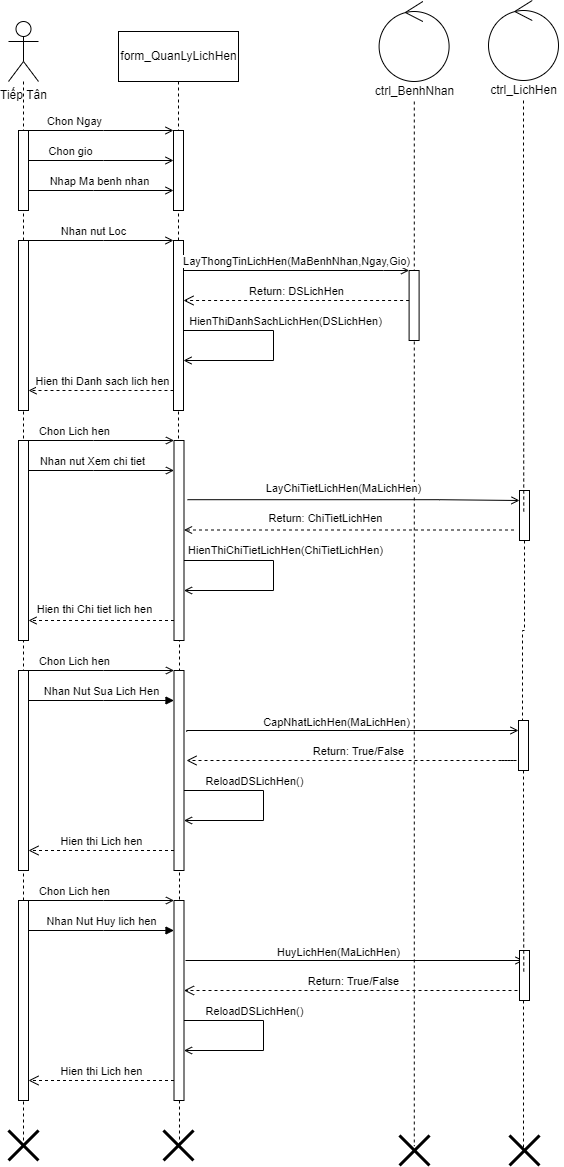 form_QuanLyLichHen
Tiếp Tân
ctrl_BenhNhan
ctrl_LichHen
Chon Ngay
Chon gio
Nhap Ma benh nhan
Nhan nut Loc
LayThongTinLichHen(MaBenhNhan,Ngay,Gio)
Return: DSLichHen
HienThiDanhSachLichHen(DSLichHen)
Hien thi Danh sach lich hen
Chon Lich hen
Nhan nut Xem chi tiet
LayChiTietLichHen(MaLichHen)
Return: ChiTietLichHen
HienThiChiTietLichHen(ChiTietLichHen)
Hien thi Chi tiet lich hen
Chon Lich hen
Nhan Nut Sua Lich Hen
CapNhatLichHen(MaLichHen)
Return: True/False
ReloadDSLichHen()
Hien thi Lich hen
Chon Lich hen
Nhan Nut Huy lich hen
HuyLichHen(MaLichHen)
Return: True/False
ReloadDSLichHen()
Hien thi Lich hen